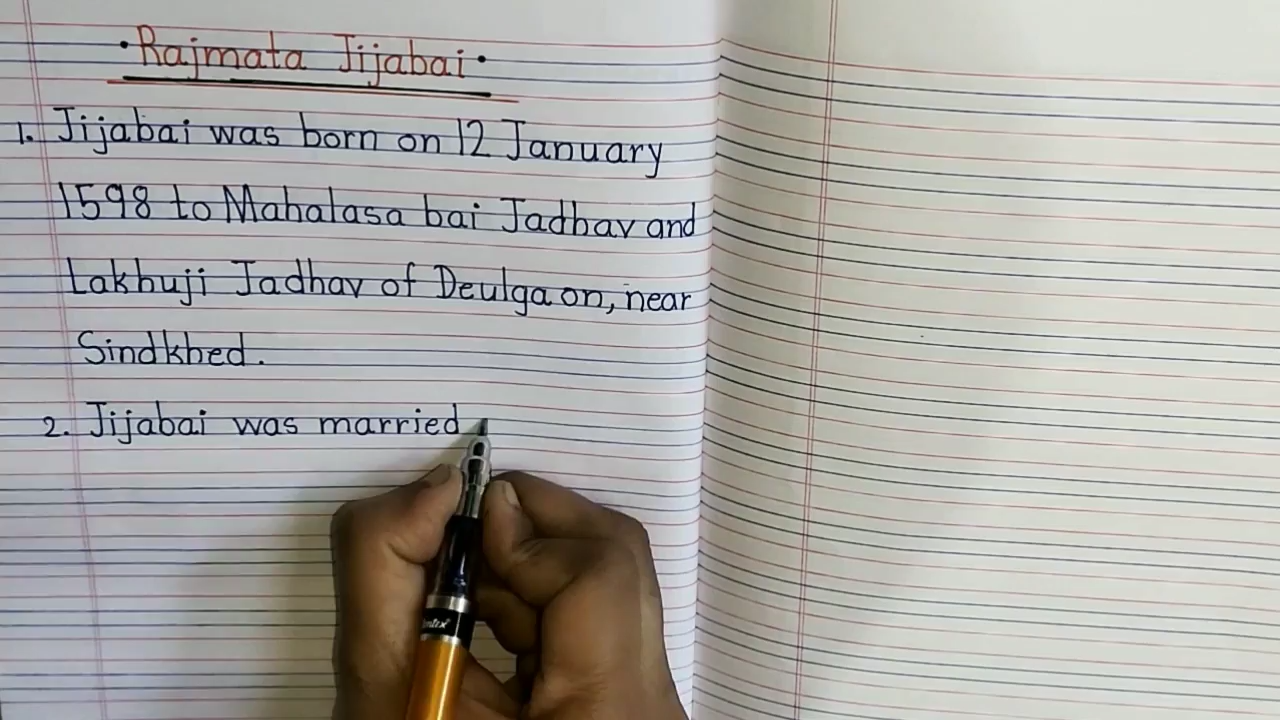 · Rajmata Jijabai ·
1. Jijabai was born on 12 January
1598 to Mahalasa bai Jadhav and
Lakhuji Jadhav of Deulgaon, near
Sindkhed.
2. Jijabai was married